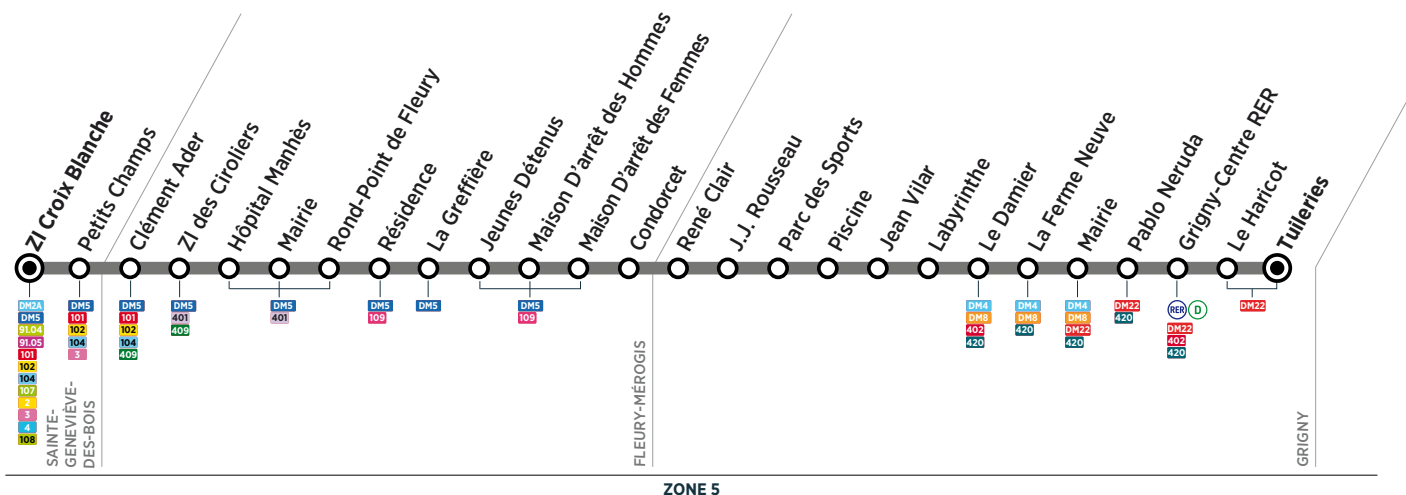 ZI Croix Blanche
Petits Champs
Clément Ader
ZI des Ciroliers
Hôpital Manhès
Mairie
Rond-Point de Fleury
Résidence
La Greffière
Jeunes Détenus
Maison D'arrêt des Hommes
Maison D'arrêt des Femmes
Condorcet
René Clair
J.J. Rousseau
Parc des Sports
Piscine
Jean Vilar
Labyrinthe
Le Damier
La Ferme Neuve
Mairie
Pablo Neruda
Grigny-Centre RER
Le Haricot
Tuileries
DM2A
DM5
91.04
91.05
101
102
104
107
2
3
4
108
DM5
101
102
104
3
DM5
101
102
104
409
DM5
401
409
DM5
401
DM5
109
DM5
DM5
109
DM4
DM8
402
420
DM4
DM8
420
DM4
DM8
DM22
420
DM22
420
RER D
DM22
402
420
DM22
SAINTE-
GENEVIÈVE-
DES-BOIS
FLEURY-MÉROGIS
GRIGNY
ZONE 5